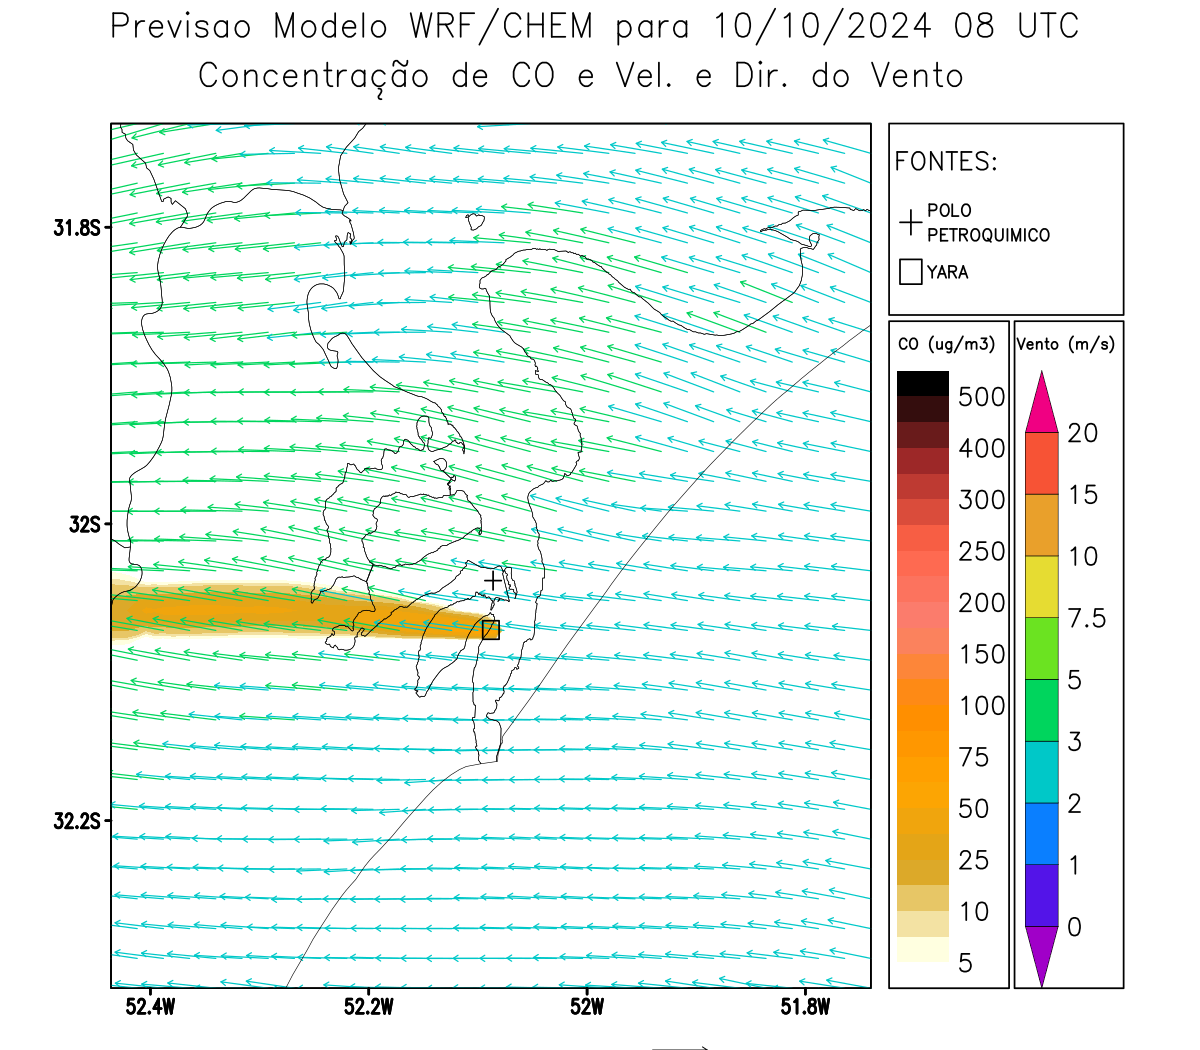 Previsao Modelo WRF/CHEM para 10/10/2024 08 UTC
Concentração de CO e Vel. e Dir. do Vento
FONTES:
POLO
PETROQUIMICO
YARA
CO (ug/m3)
500
400
300
250
200
150
100
75
50
25
10
5
Vento (m/s)
20
15
10
7.5
5
3
2
1
0
31.8S
32S
32.2S
52.4W
52.2W
52W
51.8W